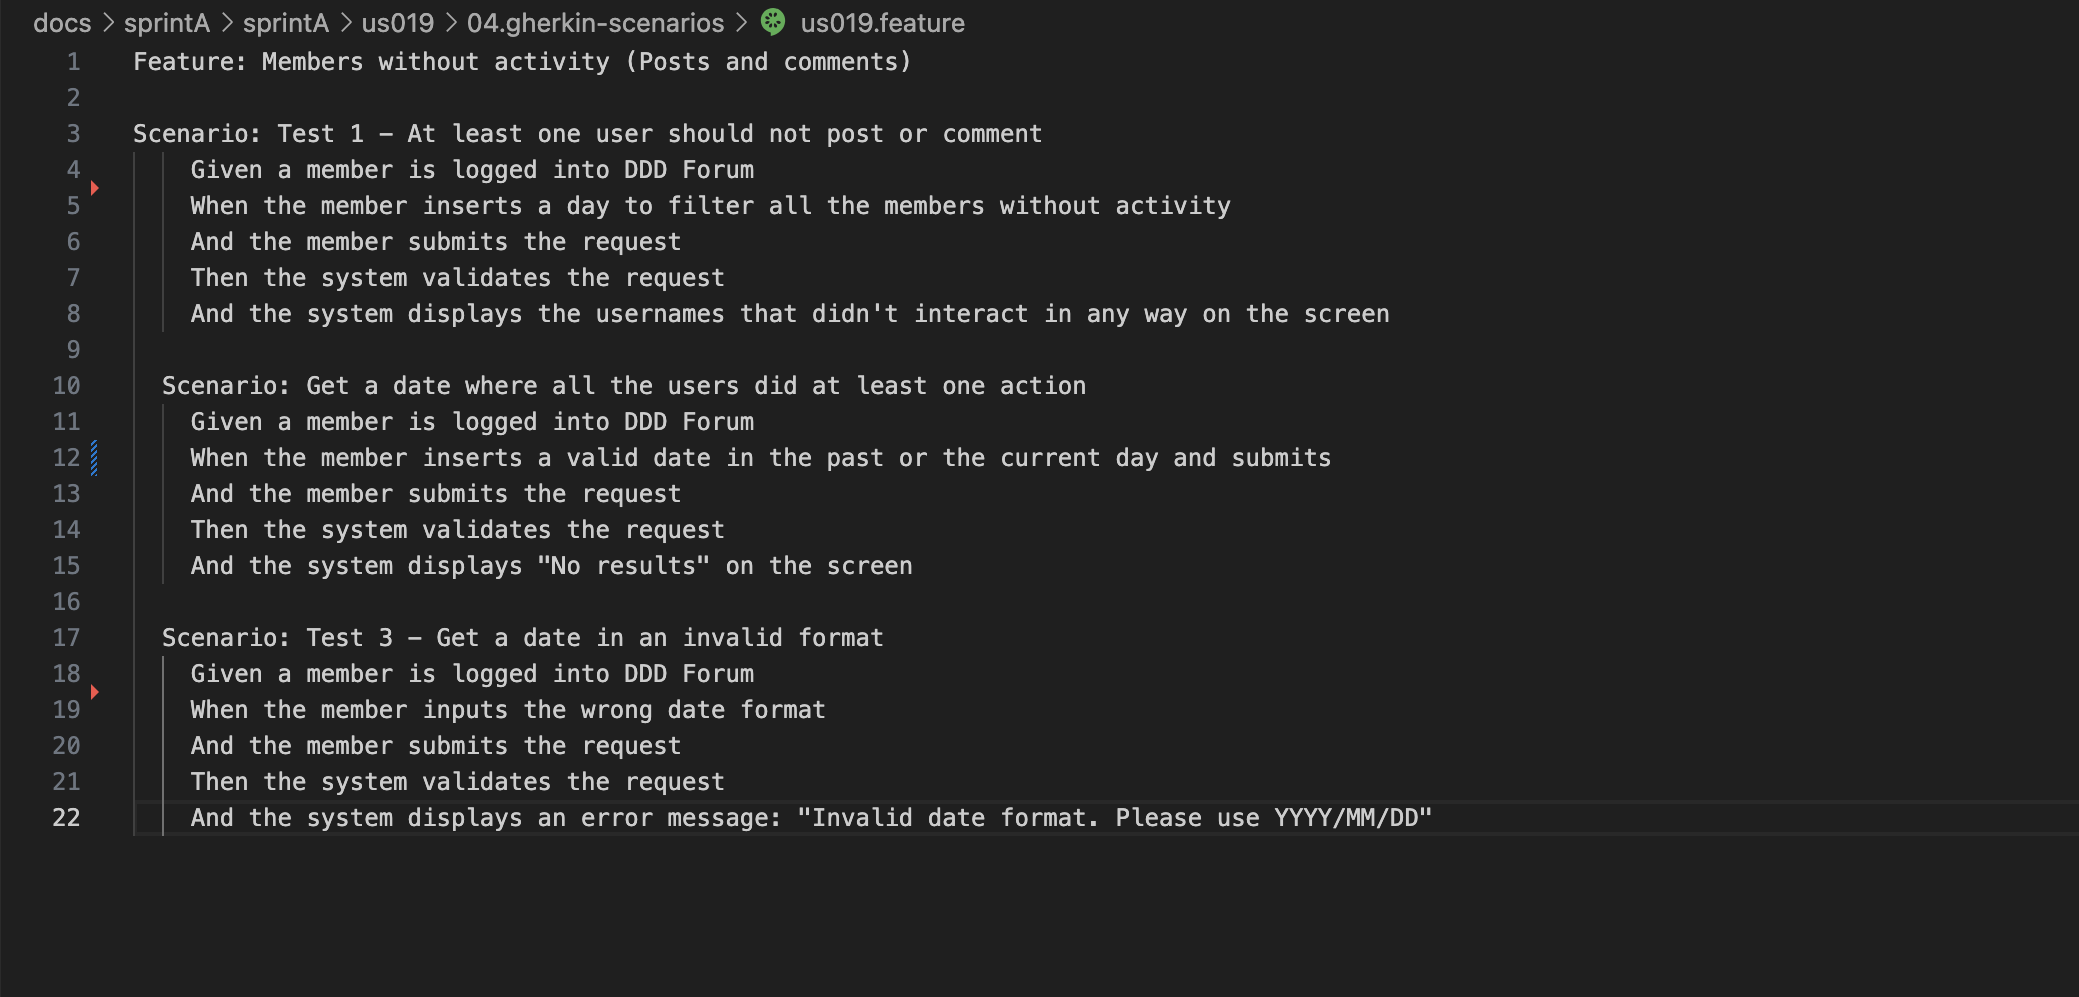 docs > sprintA > sprintA > us019 > 04.gherkin-scenarios > us019.feature
1 Feature: Members without activity (Posts and comments)
2
3 Scenario: Test 1 - At least one user should not post or comment
4 Given a member is logged into DDD Forum
5 When the member inserts a day to filter all the members without activity
6 And the member submits the request
7 Then the system validates the request
8 And the system displays the usernames that didn't interact in any way on the screen
9
10 Scenario: Get a date where all the users did at least one action
11 Given a member is logged into DDD Forum
12 When the member inserts a valid date in the past or the current day and submits
13 And the member submits the request
14 Then the system validates the request
15 And the system displays "No results" on the screen
16
17 Scenario: Test 3 - Get a date in an invalid format
18 Given a member is logged into DDD Forum
19 When the member inputs the wrong date format
20 And the member submits the request
21 Then the system validates the request
22 And the system displays an error message: "Invalid date format. Please use YYYY/MM/DD"